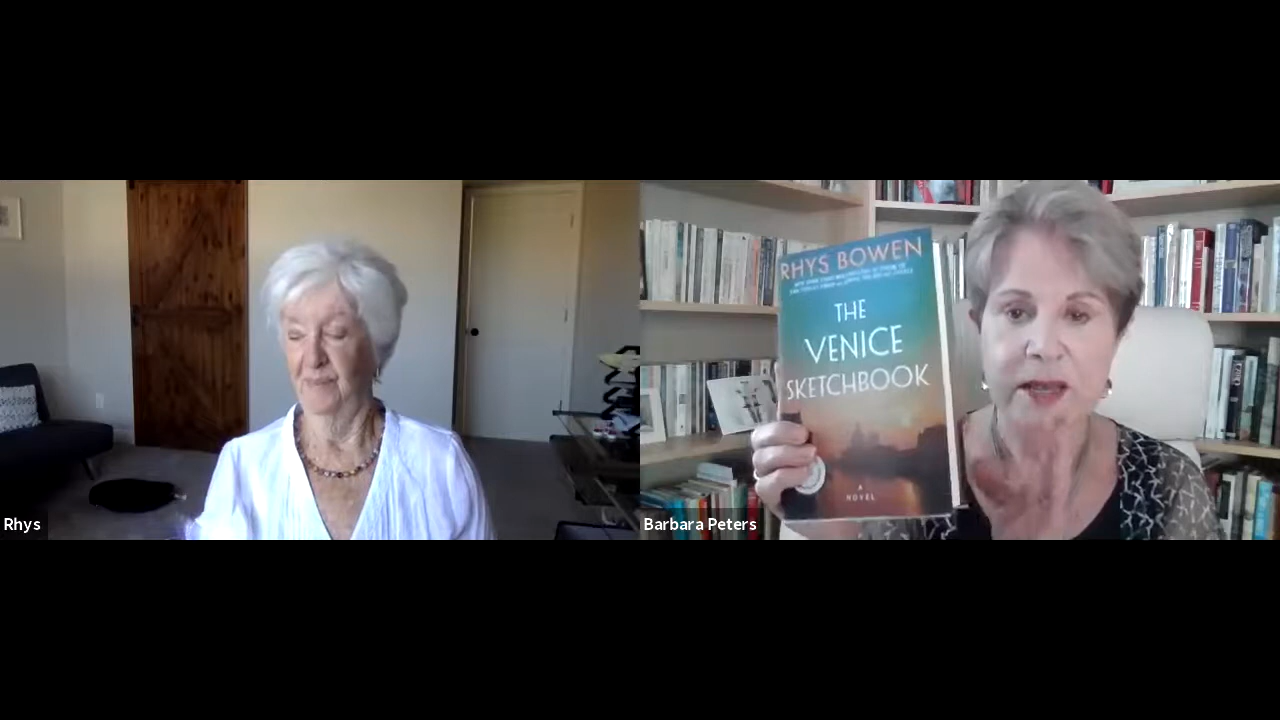 RHYS BOWEN
THE
VENICE
SKETCHBOOK
A
NOVEL
Rhys
Barbara Peters